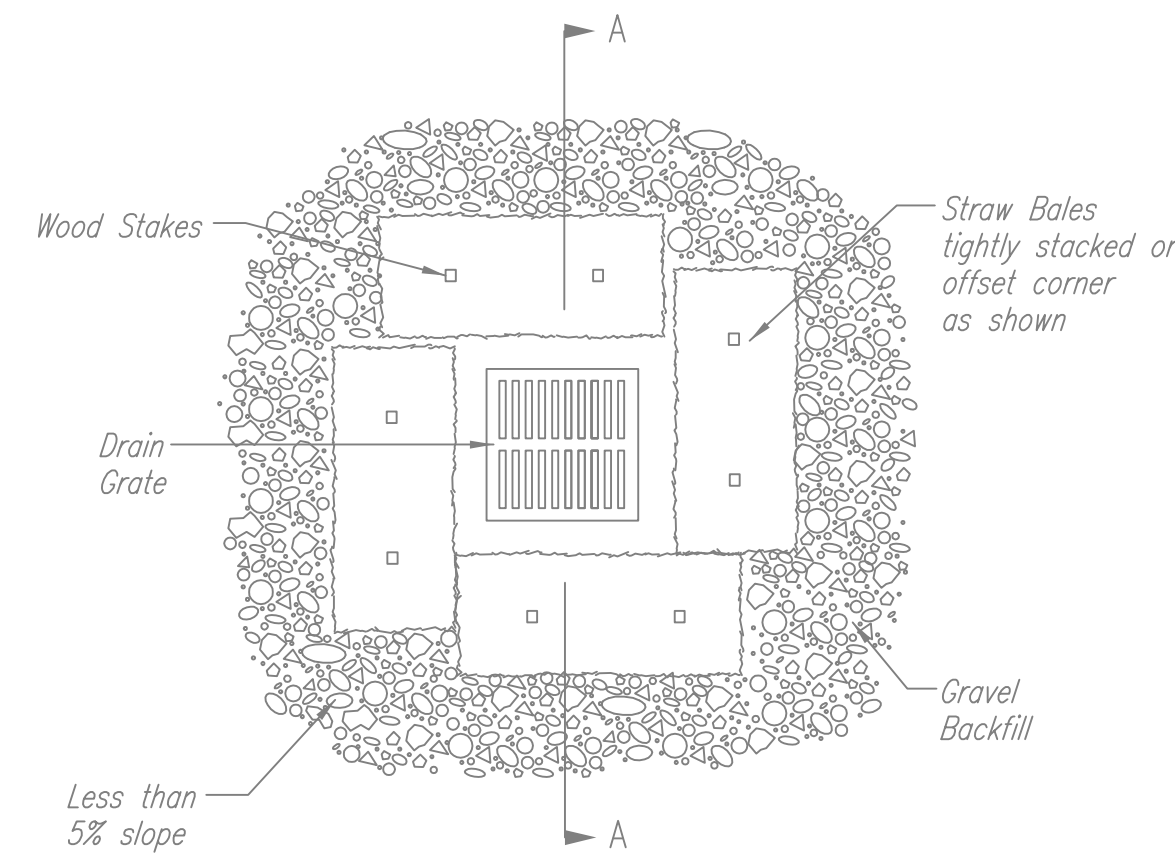 A
Wood Stakes
Straw Bales
tightly stacked or
offset corner
as shown
Drain
Grate
Gravel
Backfill
Less than
5% slope
A